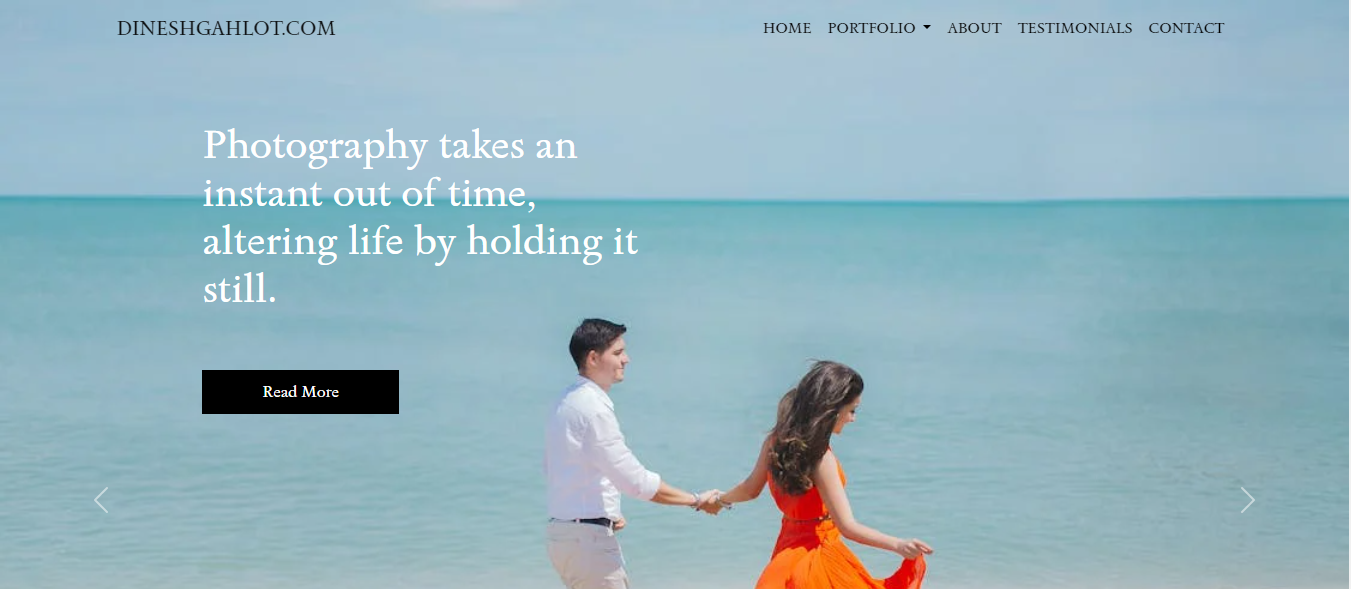 DINESHGAHLOT.COM
HOME PORTFOLIO ABOUT TESTIMONIALS CONTACT
Photography takes an
instant out of time,
altering life by holding it
still.
Read More